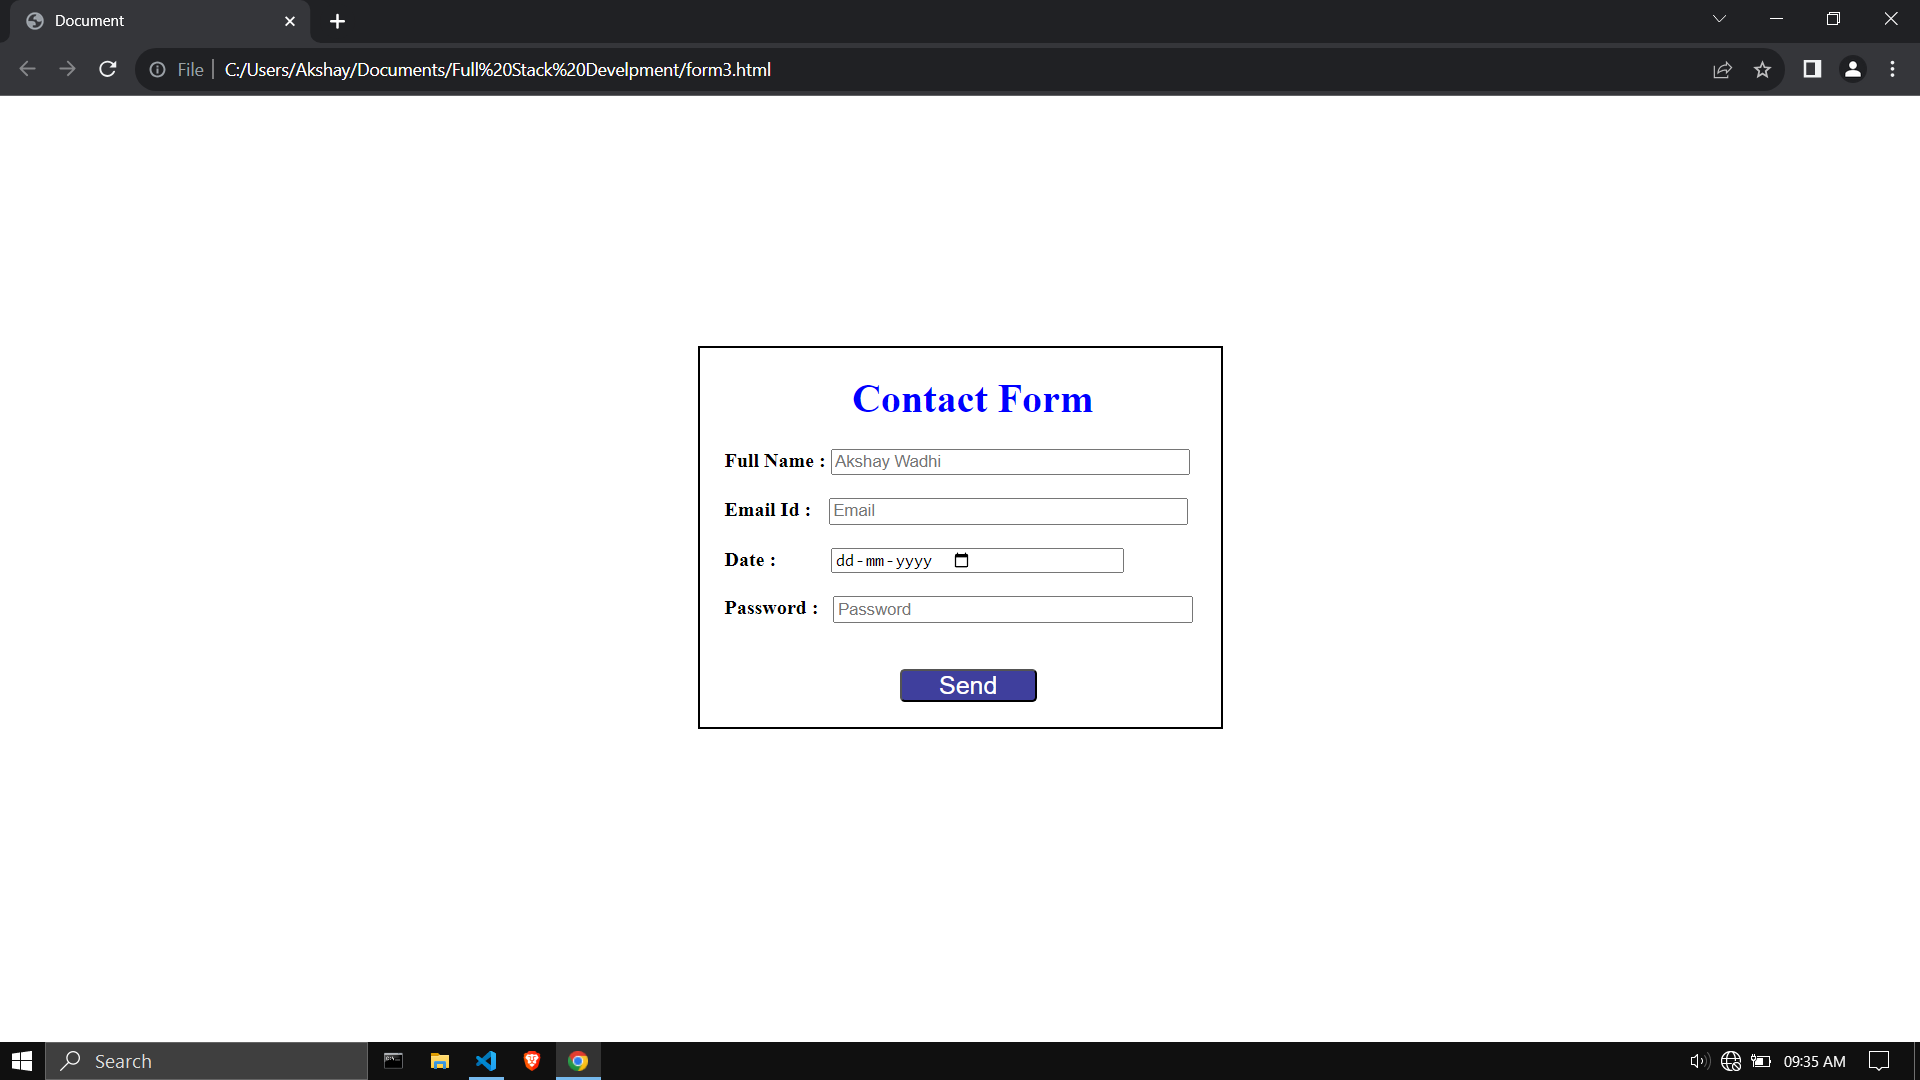 Document
File | C:/Users/Akshay/Documents/Full%20Stack%20Develpment/form3.html
Contact Form
Full Name : Akshay Wadhi
Email Id : Email
Date : dd-mm-yyyy
Password : Password
Send
Search
09:35 AM